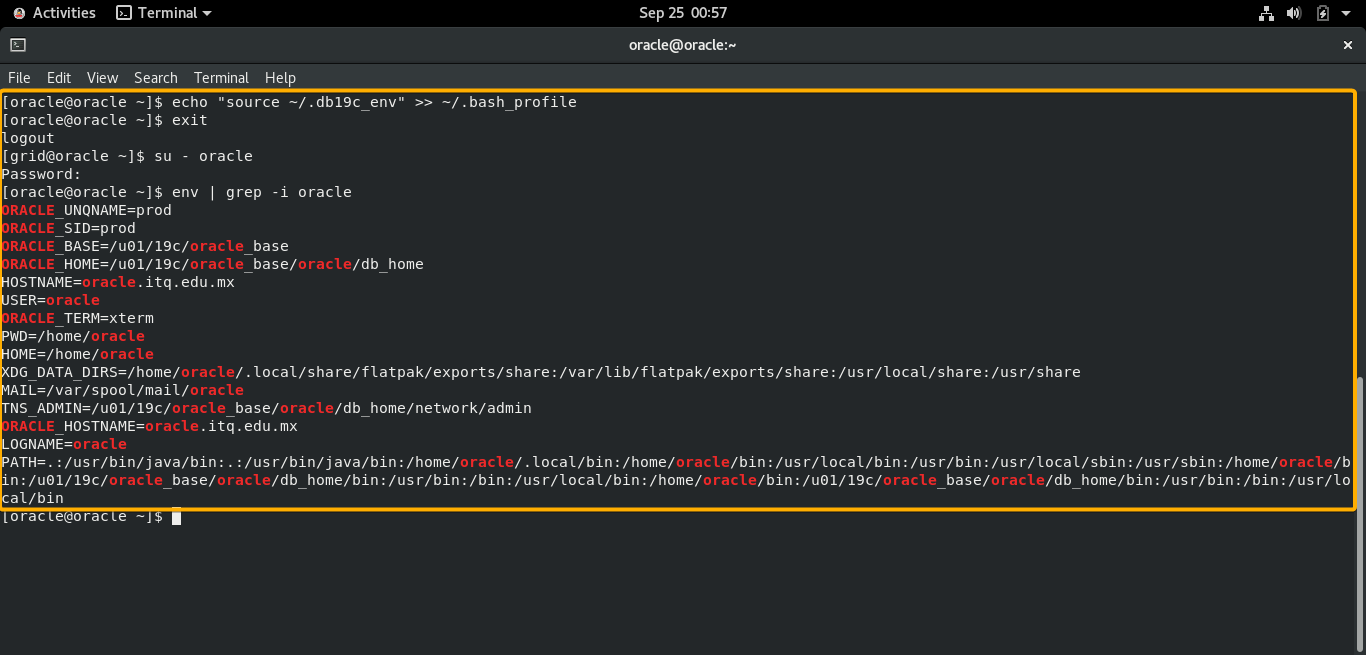 Activities Terminal Sep 25 00:57
oracle@oracle:~
File Edit View Search Terminal Help
[oracle@oracle ~]$ echo "source ~/.db19c_env" >> ~/.bash_profile
[oracle@oracle ~]$ exit
logout
[grid@oracle ~]$ su - oracle
Password:
[oracle@oracle ~]$ env | grep -i oracle
ORACLE_UNQNAME=prod
ORACLE_SID=prod
ORACLE_BASE=/u01/19c/oracle_base
ORACLE_HOME=/u01/19c/oracle_base/oracle/db_home
HOSTNAME=oracle.itq.edu.mx
USER=oracle
ORACLE_TERM=xterm
PWD=/home/oracle
HOME=/home/oracle
XDG_DATA_DIRS=/home/oracle/.local/share/flatpak/exports/share:/var/lib/flatpak/exports/share:/usr/local/share:/usr/share
MAIL=/var/spool/mail/oracle
TNS_ADMIN=/u01/19c/oracle_base/oracle/db_home/network/admin
ORACLE_HOSTNAME=oracle.itq.edu.mx
LOGNAME=oracle
PATH=.:/usr/bin/java/bin:.:/usr/bin/java/bin:/home/oracle/.local/bin:/home/oracle/bin:/usr/local/bin:/usr/bin:/usr/local/sbin:/usr/sbin:/home/oracle/b
in:/u01/19c/oracle_base/oracle/db_home/bin:/usr/bin:/bin:/usr/local/bin:/home/oracle/bin:/u01/19c/oracle_base/oracle/db_home/bin:/usr/bin:/bin:/usr/lo
cal/bin
[oracle@oracle ~]$